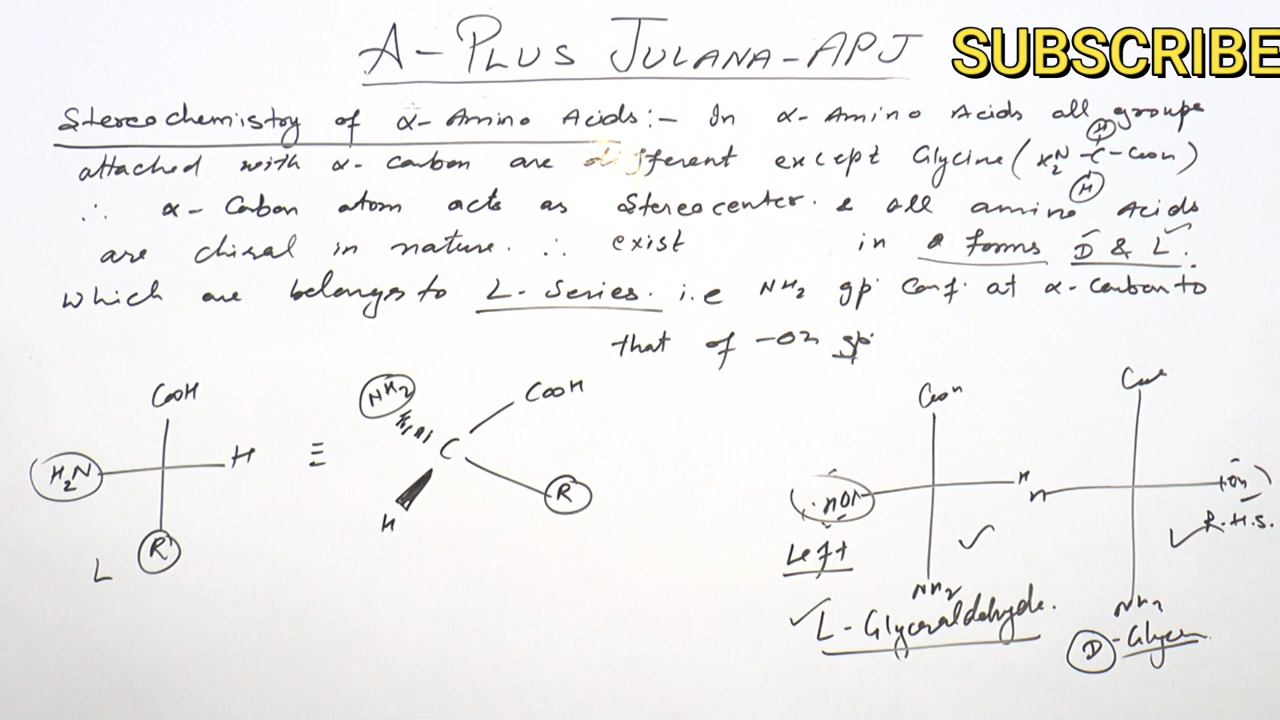 A-PLUS JULANA-APJ
SUBSCRIBE
Stereochemistry of α-Amino Acids:- In α-Amino Acids all groups
attached with α-Carbon are different except Glycine (H₂N-C-COOH)
H
H
∴ α-Carbon atom acts as Stereocenter. & all amino Acids
are chiral in nature. ∴ exist in 2 forms D & L.
Which are belongs to L-Series. i.e NH₂ gp. Conf. at α-Carbon to
that of -OH gp.
COOH
H₂N
H
R
L
≡
NH₂
COOH
C
R
H
COOH
HO
H
Left
NH₂
L-Glyceraldehyde.
H
OH
R.H.S.
NH₂
D-Glycer